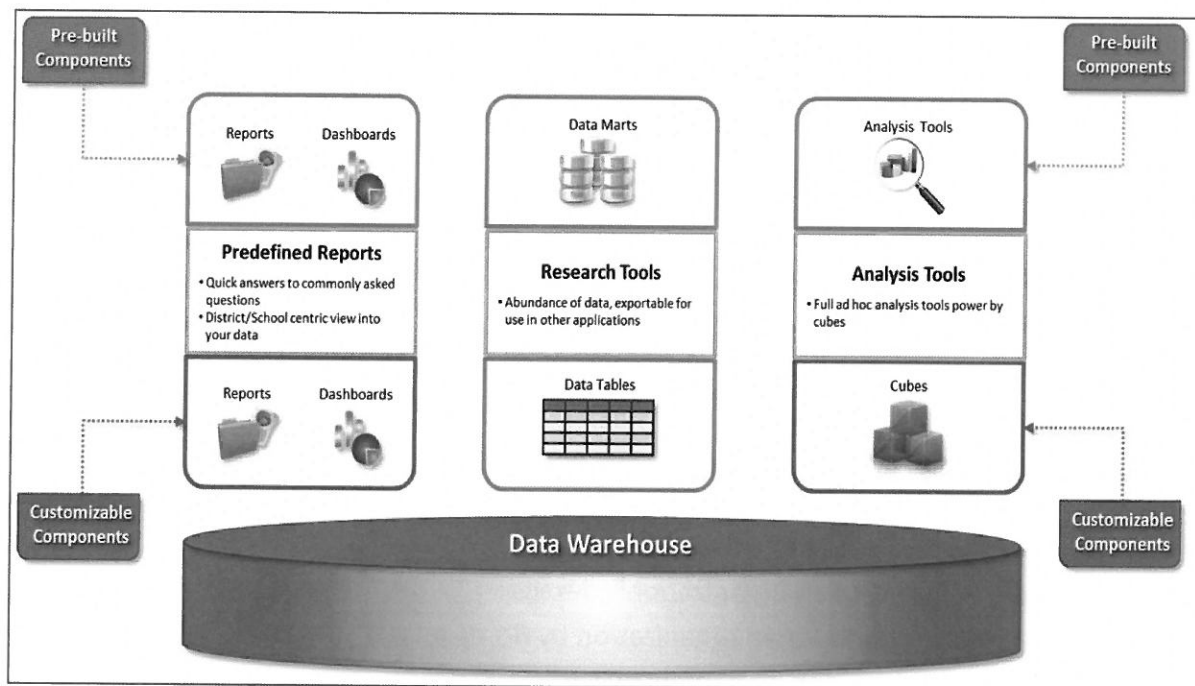 Pre-built
Components
Pre-built
Components
Reports
Dashboards
Data Marts
Analysis Tools
Predefined Reports
• Quick answers to commonly asked
questions
• District/School centric view into
your data
Research Tools
• Abundance of data, exportable for
use in other applications
Analysis Tools
• Full ad hoc analysis tools power by
cubes
Reports
Dashboards
Data Tables
Cubes
Customizable
Components
Customizable
Components
Data Warehouse